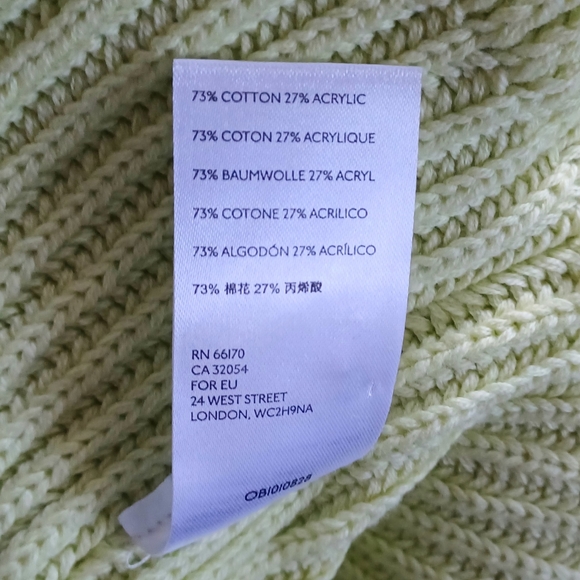 73% COTTON 27% ACRYLIC
73% COTON 27% ACRYLIQUE
73% BAUMWOLLE 27% ACRYL
73% COTONE 27% ACRILICO
73% ALGODÓN 27% ACRÍLICO
73% 棉花 27% 丙烯酸
RN 66170
CA 32054
FOR EU
24 WEST STREET
LONDON, WC2H9NA
OB1010828